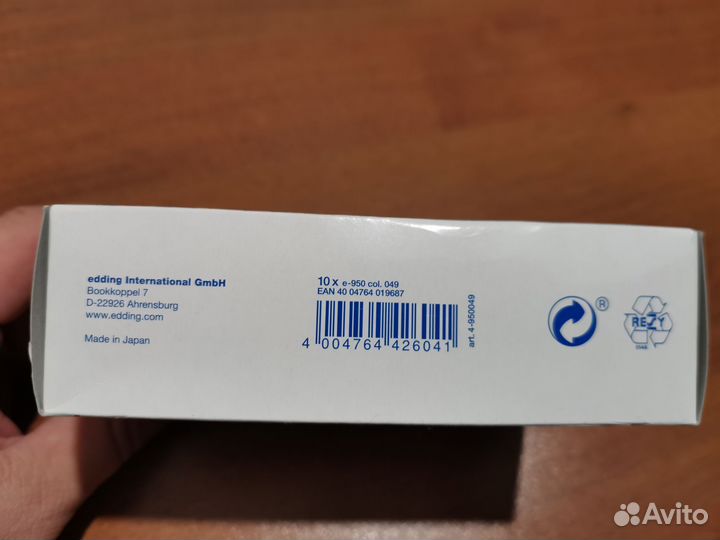 edding International GmbH
Bookkoppel 7
D-22926 Ahrensburg
www.edding.com
Made in Japan
10 x e-950 col. 049
EAN 40 04764 019687
4 004764 426041
art. 4-950049
®
REZY
Avito